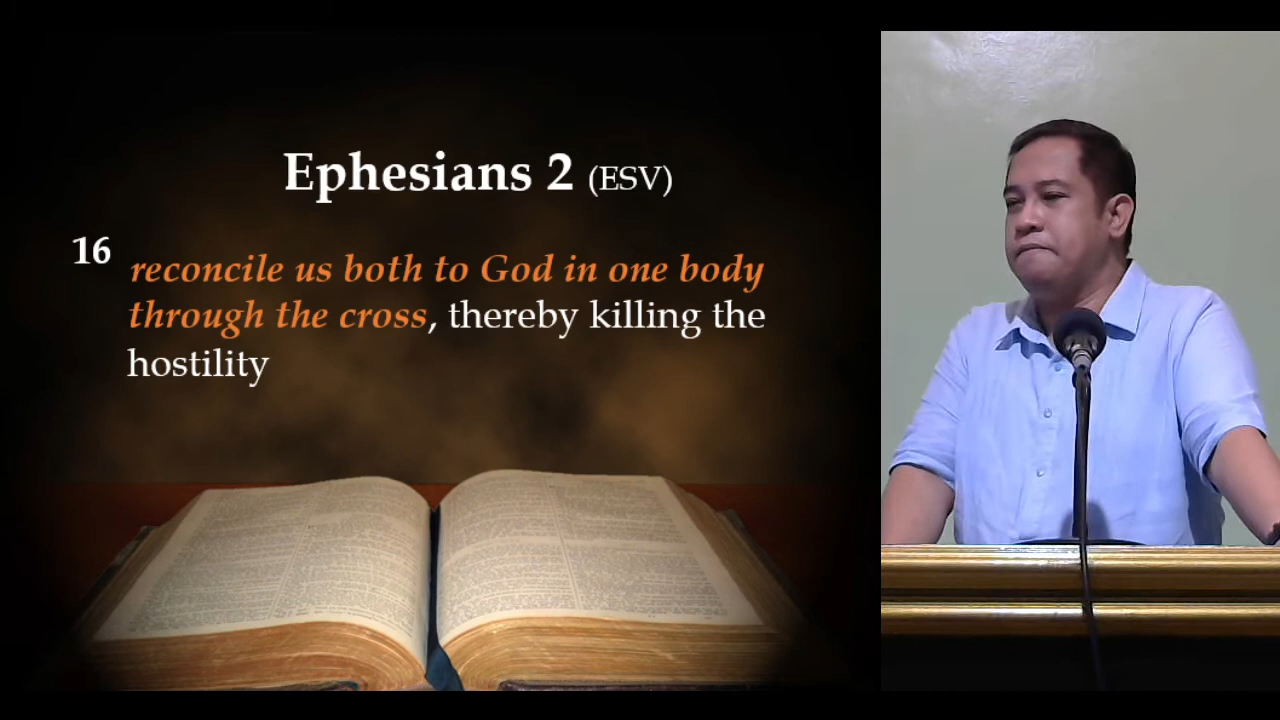 Ephesians 2 (ESV)
16 reconcile us both to God in one body
through the cross, thereby killing the
hostility